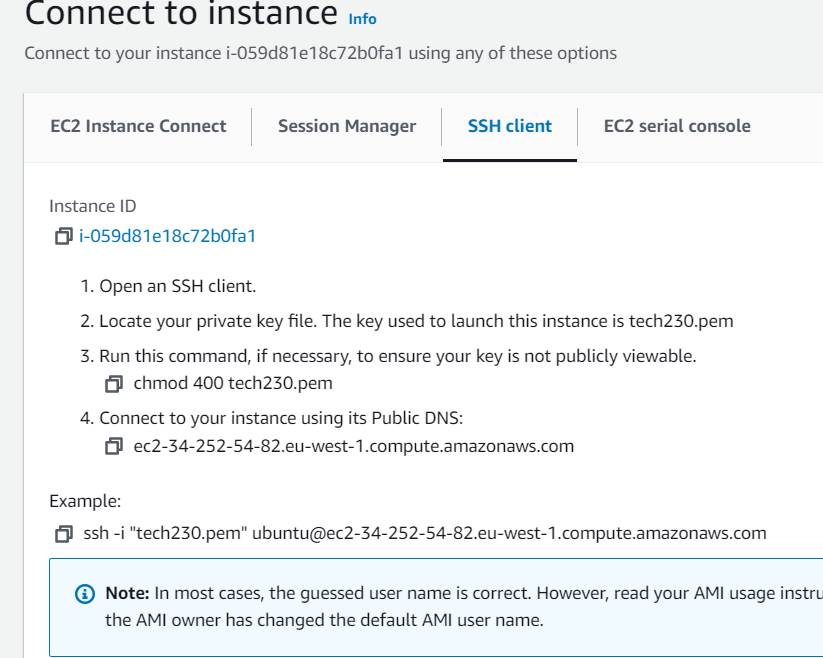 Connect to instance Info
Connect to your instance i-059d81e18c72b0fa1 using any of these options
EC2 Instance Connect
Session Manager
SSH client
EC2 serial console
Instance ID
i-059d81e18c72b0fa1
1. Open an SSH client.
2. Locate your private key file. The key used to launch this instance is tech230.pem
3. Run this command, if necessary, to ensure your key is not publicly viewable.
chmod 400 tech230.pem
4. Connect to your instance using its Public DNS:
ec2-34-252-54-82.eu-west-1.compute.amazonaws.com
Example:
ssh -i "tech230.pem" ubuntu@ec2-34-252-54-82.eu-west-1.compute.amazonaws.com
Note: In most cases, the guessed user name is correct. However, read your AMI usage
the AMI owner has changed the default AMI user name.